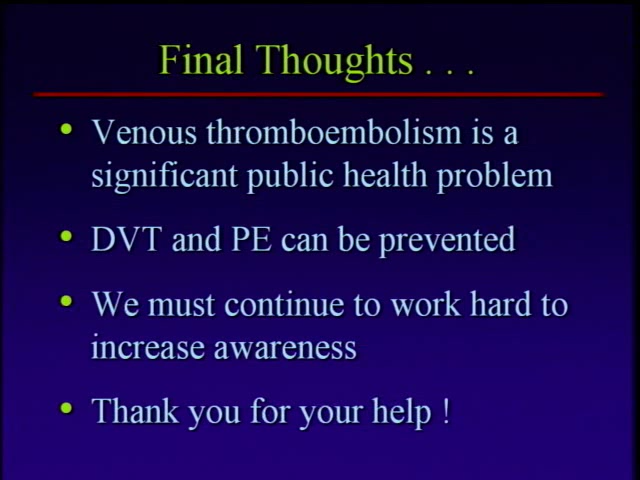 Final Thoughts . . .
• Venous thromboembolism is a
significant public health problem
• DVT and PE can be prevented
• We must continue to work hard to
increase awareness
• Thank you for your help !